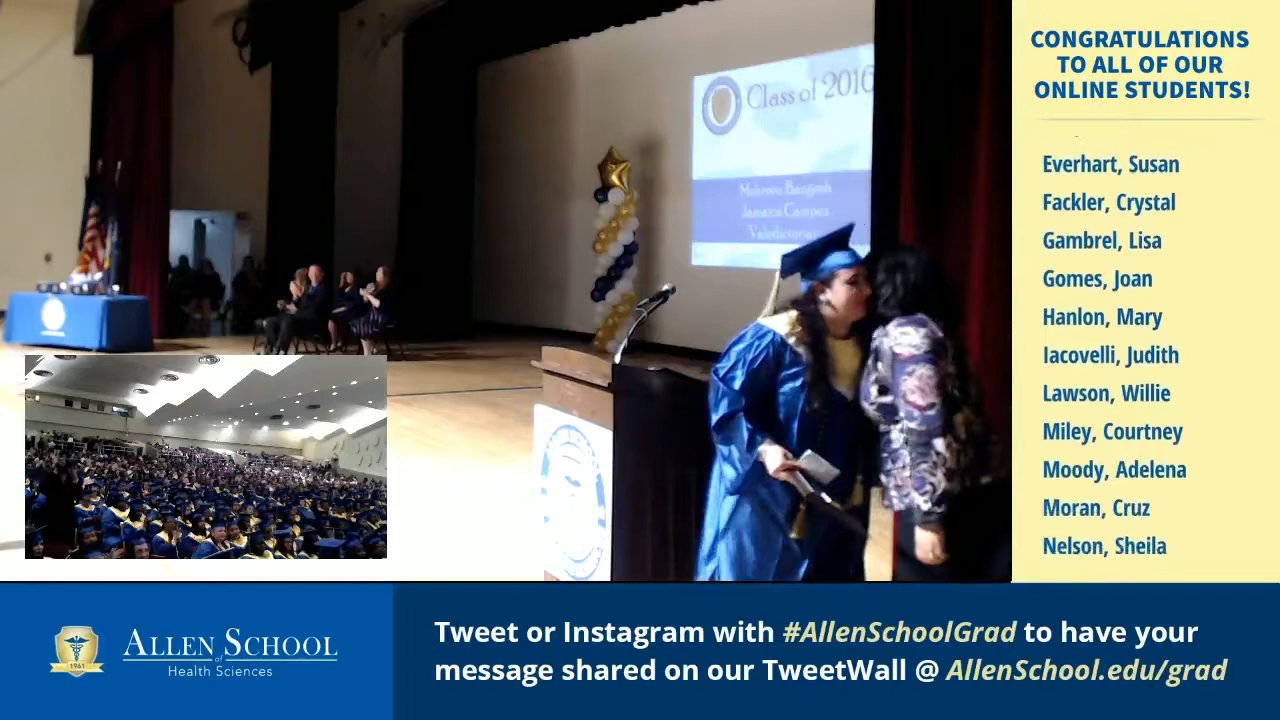 Class of 2016
Jamaica Campus
Valedictorian
CONGRATULATIONS
TO ALL OF OUR
ONLINE STUDENTS!
Everhart, Susan
Fackler, Crystal
Gambrel, Lisa
Gomes, Joan
Hanlon, Mary
Iacovelli, Judith
Lawson, Willie
Miley, Courtney
Moody, Adelena
Moran, Cruz
Nelson, Sheila
1961
ALLEN SCHOOL
of
Health Sciences
Tweet or Instagram with #AllenSchoolGrad to have your
message shared on our TweetWall @ AllenSchool.edu/grad